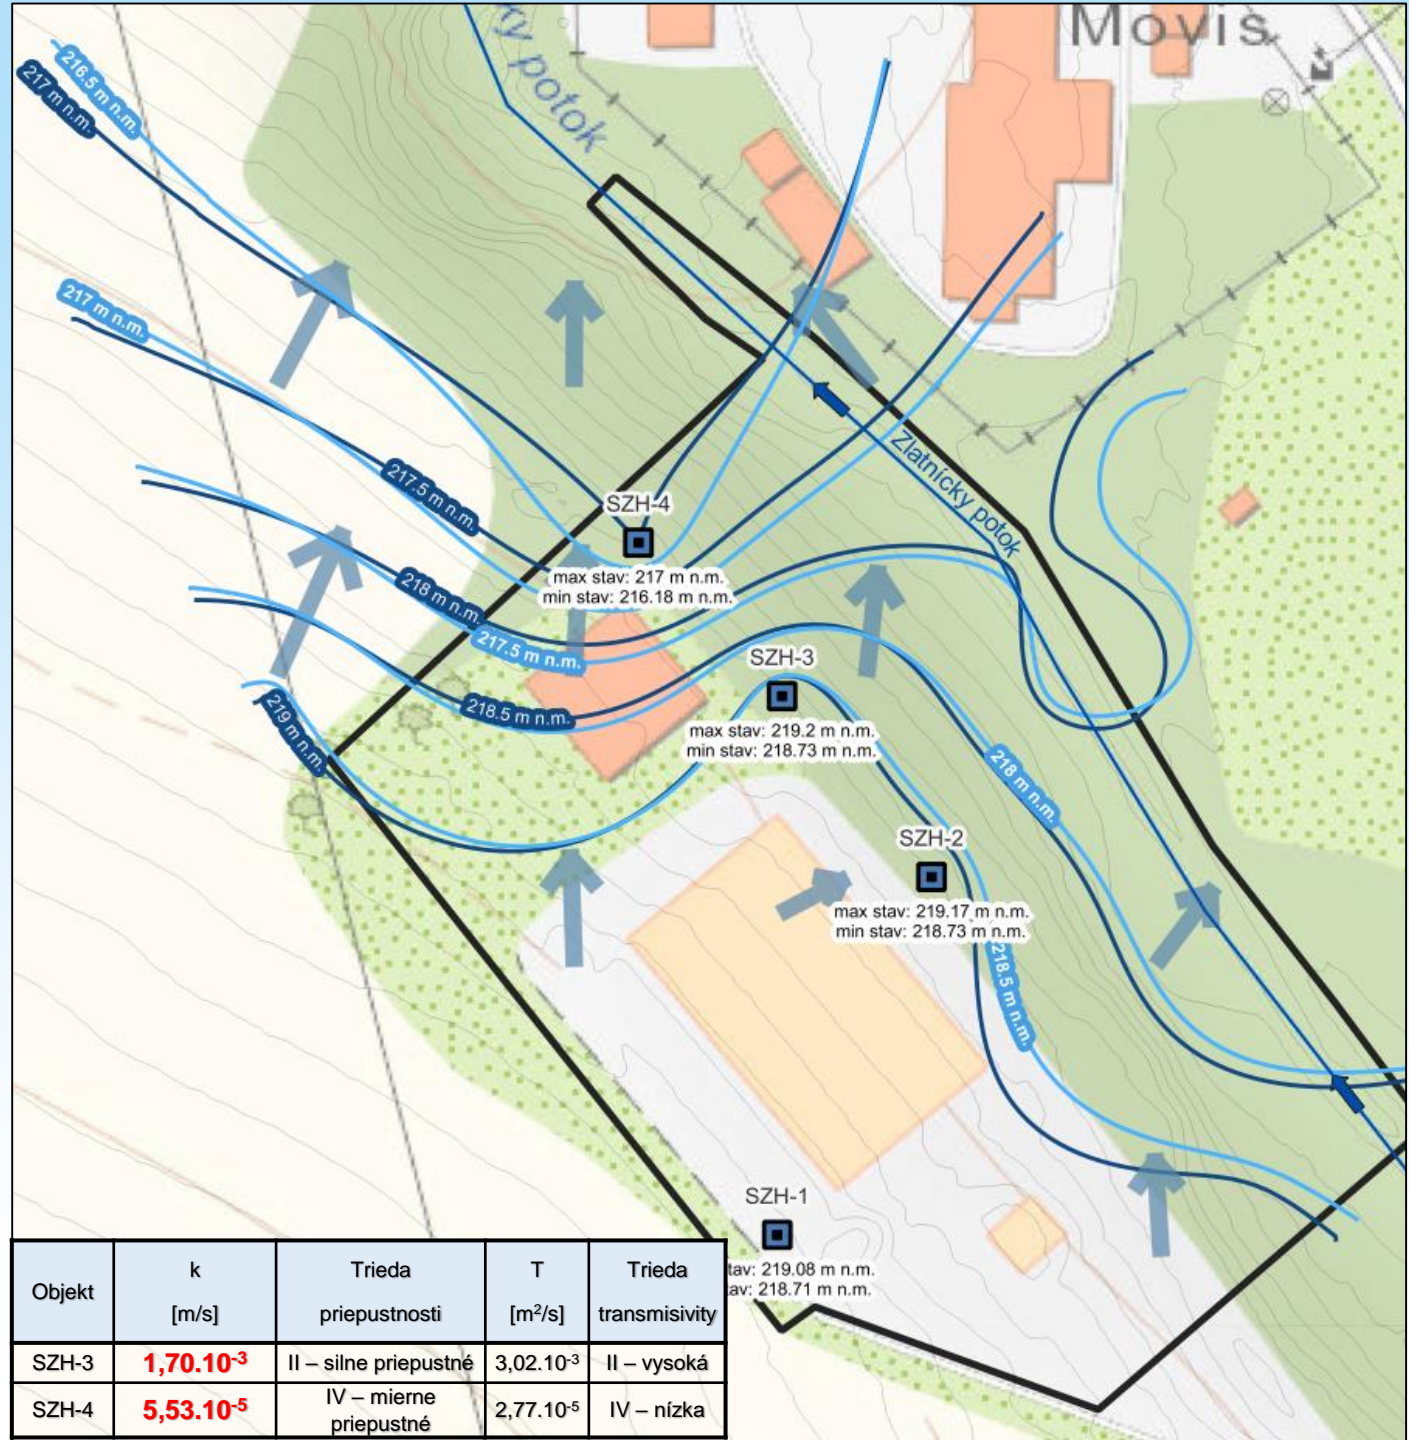 Movis
ky potok
216.5 m n.m.
217 m n.m.
217 m n.m.
Zlatnícky potok
217.5 m n.m.
SZH-4
max stav: 217 m n.m.
min stav: 216.18 m n.m.
218 m n.m.
217.5 m n.m.
SZH-3
218.5 m n.m.
max stav: 219.2 m n.m.
min stav: 218.73 m n.m.
219 m n.m.
218 m n.m.
SZH-2
max stav: 219.17 m n.m.
min stav: 218.73 m n.m.
218.5 m n.m.
SZH-1
tav: 219.08 m n.m.
av: 218.71 m n.m.
Objekt k [m/s] Trieda priepustnosti T [m²/s] Trieda transmisivity
SZH-3 1,70.10⁻³ II – silne priepustné 3,02.10⁻³ II – vysoká
SZH-4 5,53.10⁻⁵ IV – mierne priepustné 2,77.10⁻⁵ IV – nízka